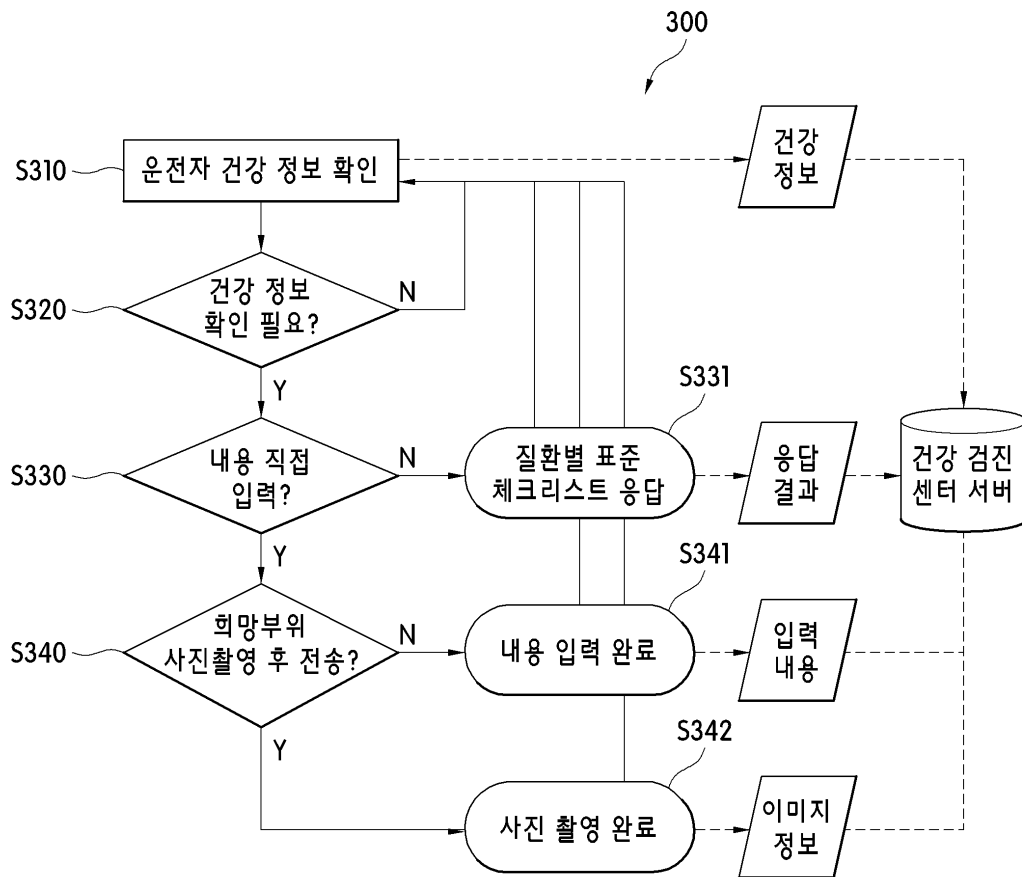 300
S310
운전자 건강 정보 확인
건강
정보
S320
건강 정보
확인 필요?
N
Y
S331
S330
내용 직접
입력?
N
질환별 표준
체크리스트 응답
응답
결과
건강 검진
센터 서버
Y
S341
S340
희망부위
사진촬영 후 전송?
N
내용 입력 완료
입력
내용
Y
S342
사진 촬영 완료
이미지
정보